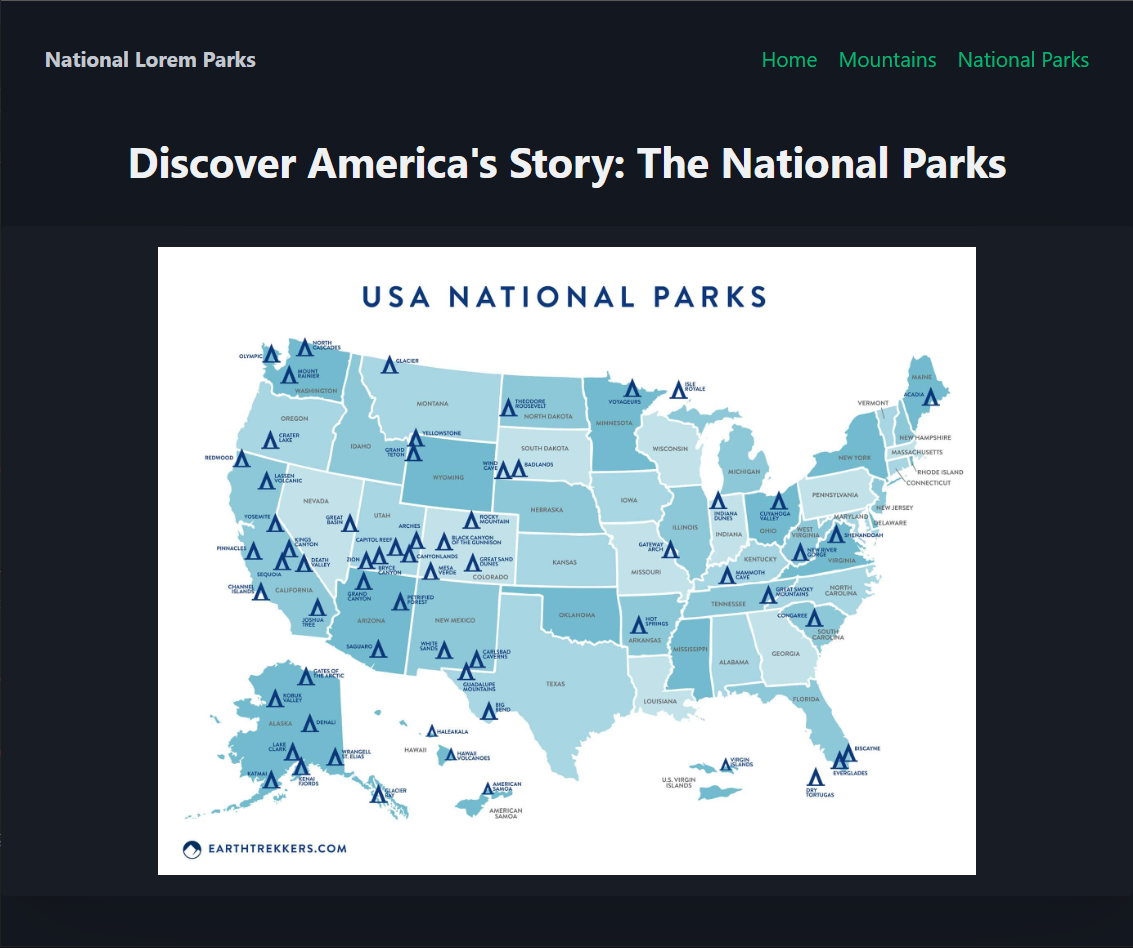 National Lorem Parks
Home Mountains National Parks
Discover America's Story: The National Parks
USA NATIONAL PARKS
OLYMPIC
NORTH
CASCADES
MOUNT
RAINIER
WASHINGTON
GLACIER
MONTANA
THEODORE
ROOSEVELT
NORTH DAKOTA
VOYAGEURS
ISLE
ROYALE
MINNESOTA
MAINE
ACADIA
VERMONT
NEW HAMPSHIRE
MASSACHUSETTS
RHODE ISLAND
CONNECTICUT
NEW YORK
OREGON
CRATER
LAKE
IDAHO
YELLOWSTONE
GRAND
TETON
WYOMING
SOUTH DAKOTA
WIND
CAVE
BADLANDS
WISCONSIN
MICHIGAN
REDWOOD
LASSEN
VOLCANIC
NEVADA
UTAH
GREAT
BASIN
YOSEMITE
ROCKY
MOUNTAIN
NEBRASKA
IOWA
INDIANA
DUNES
CUYAHOGA
VALLEY
OHIO
PENNSYLVANIA
NEW JERSEY
MARYLAND
DELAWARE
ILLINOIS
INDIANA
WEST
VIRGINIA
SHENANDOAH
ARCHES
CAPITOL REEF
BLACK CANYON
OF THE GUNNISON
PINNACLES
KINGS
CANYON
SEQUOIA
DEATH
VALLEY
ZION
BRYCE
CANYON
CANYONLANDS
MESA
VERDE
GREAT SAND
DUNES
COLORADO
KANSAS
GATEWAY
ARCH
MISSOURI
KENTUCKY
MAMMOTH
CAVE
NEW RIVER
GORGE
VIRGINIA
CHANNEL
ISLANDS
CALIFORNIA
JOSHUA
TREE
GRAND
CANYON
PETRIFIED
FOREST
ARIZONA
SAGUARO
NEW MEXICO
WHITE
SANDS
CARLSBAD
CAVERNS
GUADALUPE
MOUNTAINS
OKLAHOMA
HOT
SPRINGS
ARKANSAS
TENNESSEE
GREAT SMOKY
MOUNTAINS
NORTH
CAROLINA
CONGAREE
SOUTH
CAROLINA
MISSISSIPPI
ALABAMA
GEORGIA
TEXAS
BIG
BEND
LOUISIANA
FLORIDA
GATES OF
THE ARCTIC
KOBUK
VALLEY
ALASKA
DENALI
LAKE
CLARK
WRANGELL
ST. ELIAS
KATMAI
KENAI
FJORDS
GLACIER
BAY
HALEAKALA
HAWAII
HAWAII
VOLCANOES
AMERICAN
SAMOA
AMERICAN
SAMOA
VIRGIN
ISLANDS
U.S. VIRGIN
ISLANDS
BISCAYNE
EVERGLADES
DRY
TORTUGAS
EARTHTREKKERS.COM